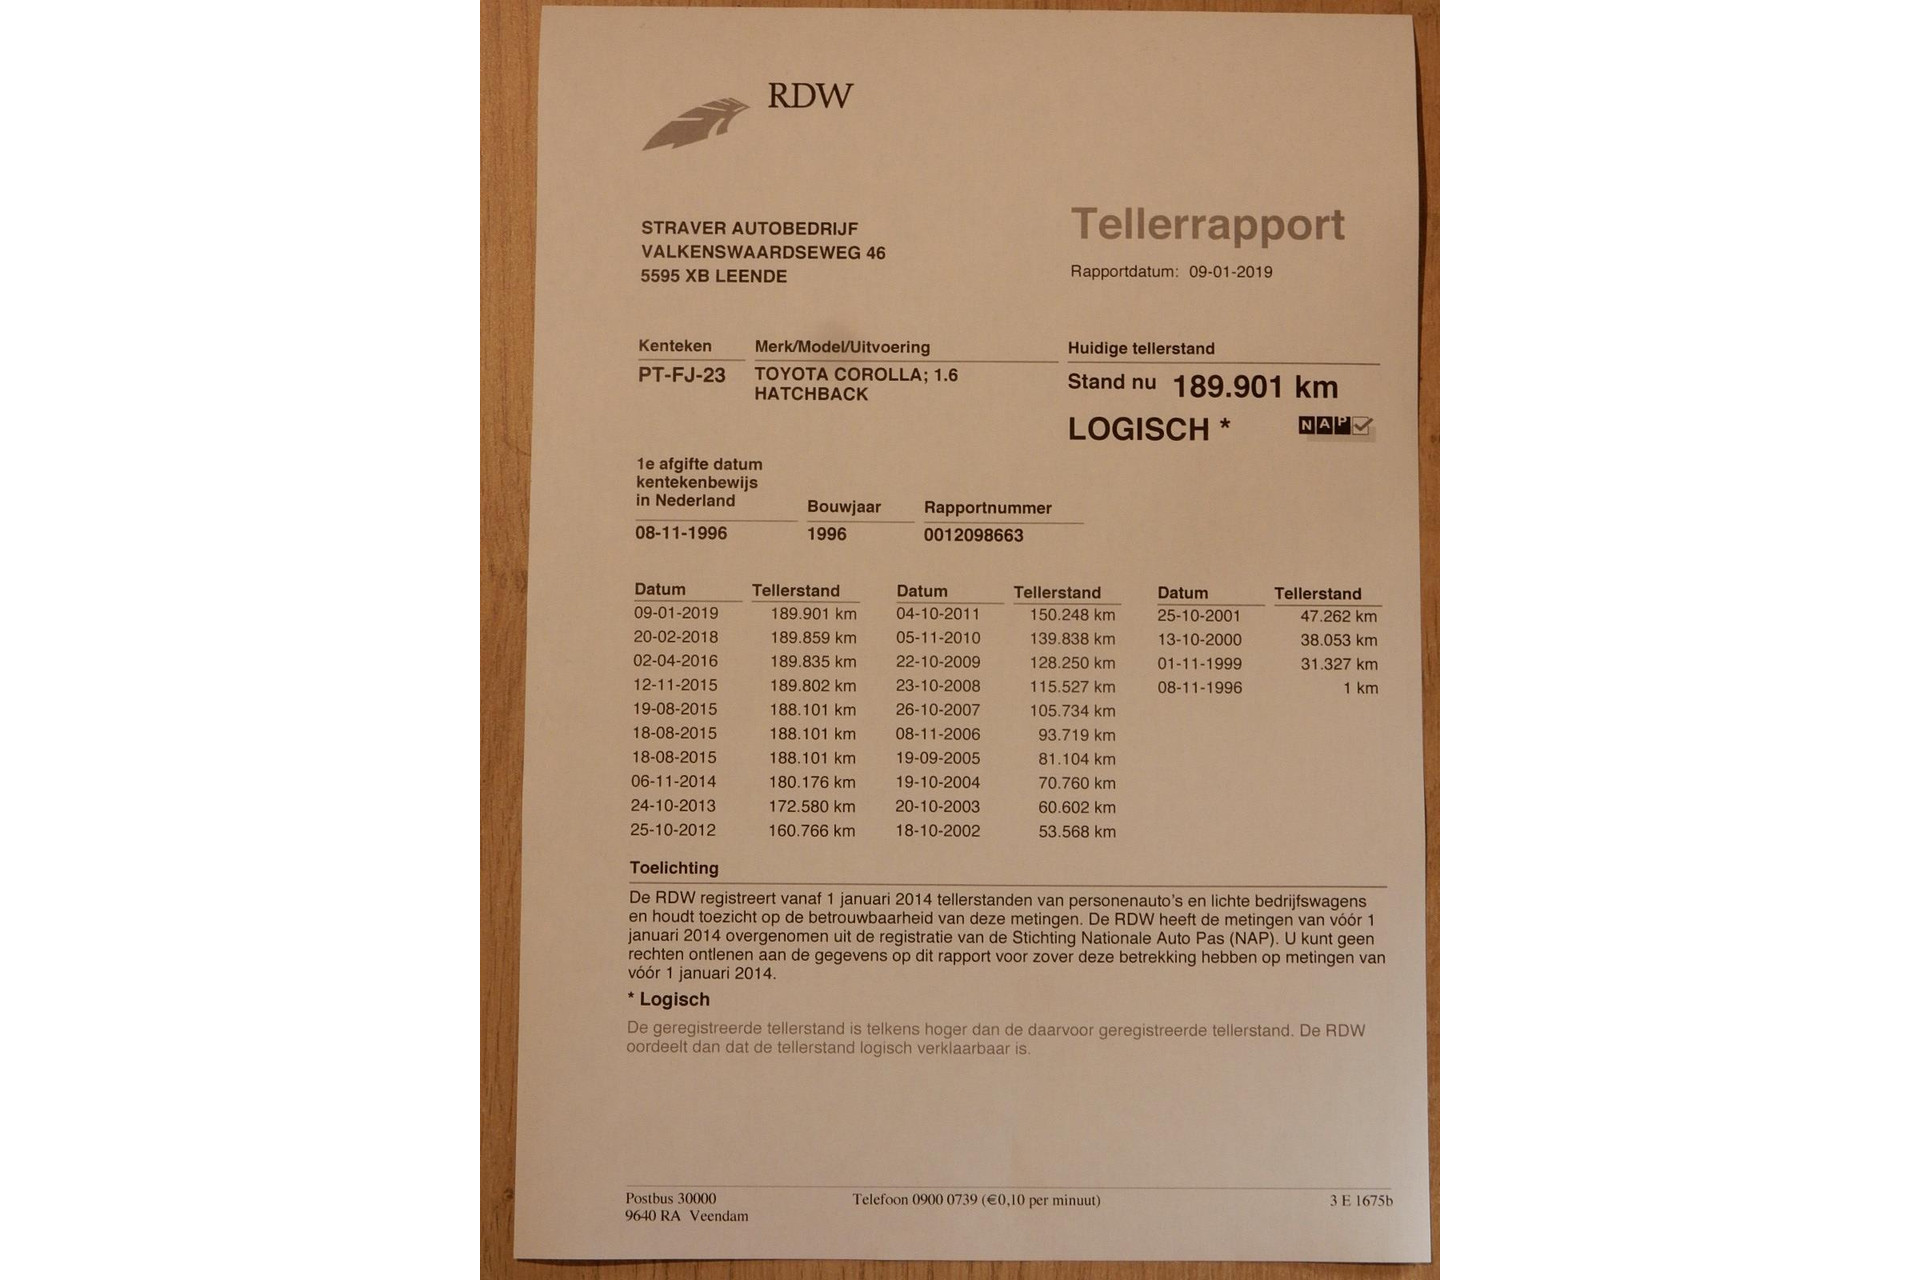 RDW
STRAVER AUTOBEDRIJF
VALKENSWAARDSEWEG 46
5595 XB LEENDE
Tellerrapport
Rapportdatum: 09-01-2019
Kenteken Merk/Model/Uitvoering Huidige tellerstand
PT-FJ-23 TOYOTA COROLLA; 1.6 Stand nu 189.901 km
HATCHBACK
LOGISCH * NAP
1e afgifte datum
kentekenbewijs
in Nederland Bouwjaar Rapportnummer
08-11-1996 1996 0012098663
Datum Tellerstand Datum Tellerstand Datum Tellerstand
09-01-2019 189.901 km 04-10-2011 150.248 km 25-10-2001 47.262 km
20-02-2018 189.859 km 05-11-2010 139.838 km 13-10-2000 38.053 km
02-04-2016 189.835 km 22-10-2009 128.250 km 01-11-1999 31.327 km
12-11-2015 189.802 km 23-10-2008 115.527 km 08-11-1996 1 km
19-08-2015 188.101 km 26-10-2007 105.734 km
18-08-2015 188.101 km 08-11-2006 93.719 km
18-08-2015 188.101 km 19-09-2005 81.104 km
06-11-2014 180.176 km 19-10-2004 70.760 km
24-10-2013 172.580 km 20-10-2003 60.602 km
25-10-2012 160.766 km 18-10-2002 53.568 km
Toelichting
De RDW registreert vanaf 1 januari 2014 tellerstanden van personenauto's en lichte bedrijfswagens
en houdt toezicht op de betrouwbaarheid van deze metingen. De RDW heeft de metingen van vóór 1
januari 2014 overgenomen uit de registratie van de Stichting Nationale Auto Pas (NAP). U kunt geen
rechten ontlenen aan de gegevens op dit rapport voor zover deze betrekking hebben op metingen van
vóór 1 januari 2014.
* Logisch
De geregistreerde tellerstand is telkens hoger dan de daarvoor geregistreerde tellerstand. De RDW
oordeelt dan dat de tellerstand logisch verklaarbaar is.
Postbus 30000 Telefoon 0900 0739 (€0,10 per minuut) 3 E 1675b
9640 RA Veendam